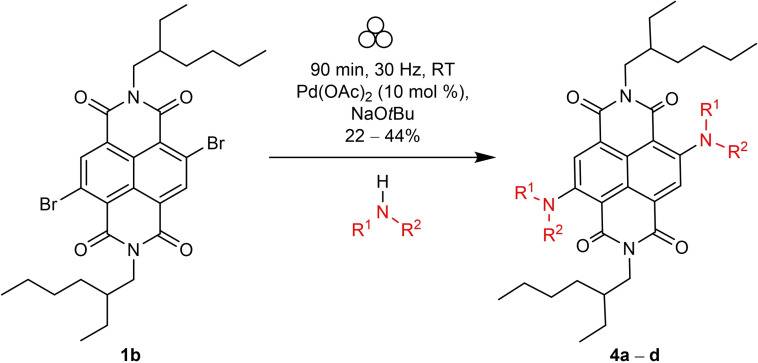 90 min, 30 Hz, RT
Pd(OAc)2 (10 mol %),
NaOtBu
22 – 44%
H
N
R1 R2
O N O
Br
Br
O N O
1b
O N O
R1
N
R2
R1
N
R2
O N O
4a – d